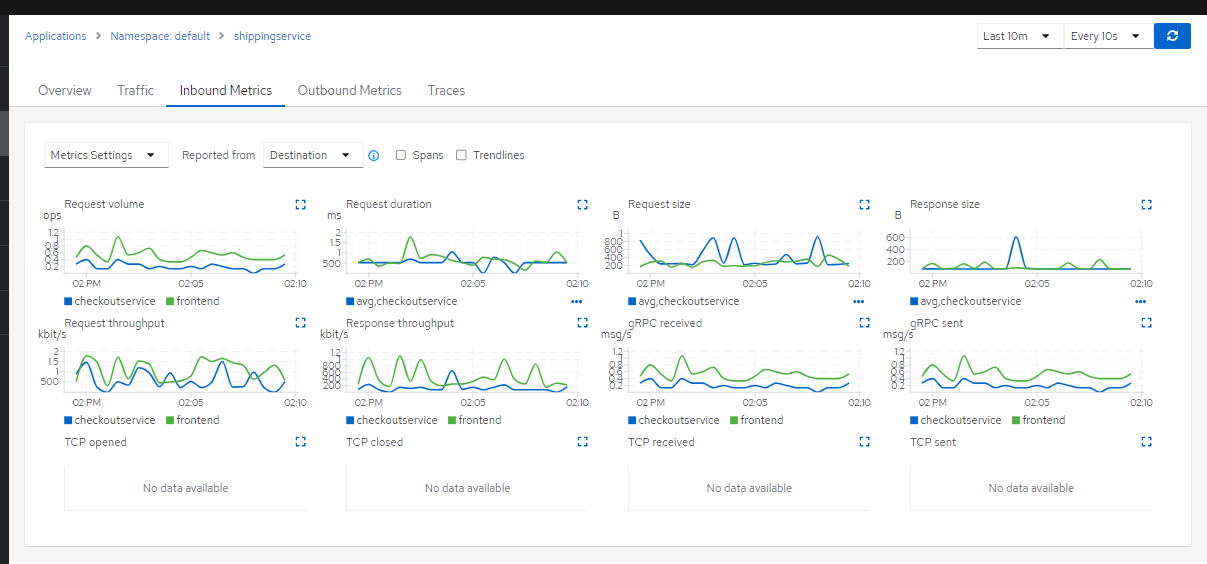 Applications > Namespace: default > shippingservice
Last 10m Every 10s
Overview Traffic Inbound Metrics Outbound Metrics Traces
Metrics Settings Reported from Destination Spans Trendlines
Request volume Request duration Request size Response size
ops ms B B
1.2 2 1 600
0.8 1.5 800 400
0.6 1 600 200
0.4 500 400
0.2 200
02 PM 02:05 02:10 02 PM 02:05 02:10 02 PM 02:05 02:10 02 PM 02:05 02:10
checkoutservice frontend avg,checkoutservice ••• avg,checkoutservice ••• avg,checkoutservice •••
Request throughput Response throughput gRPC received gRPC sent
kbit/s kbit/s msg/s msg/s
2 1.2 1.2 1.2
1.5 800 0.8 0.8
1 600 0.6 0.6
500 400 0.4 0.4
200 0.2 0.2
02 PM 02:05 02:10 02 PM 02:05 02:10 02 PM 02:05 02:10 02 PM 02:05 02:10
checkoutservice frontend checkoutservice frontend checkoutservice frontend checkoutservice frontend
TCP opened TCP closed TCP received TCP sent
No data available No data available No data available No data available